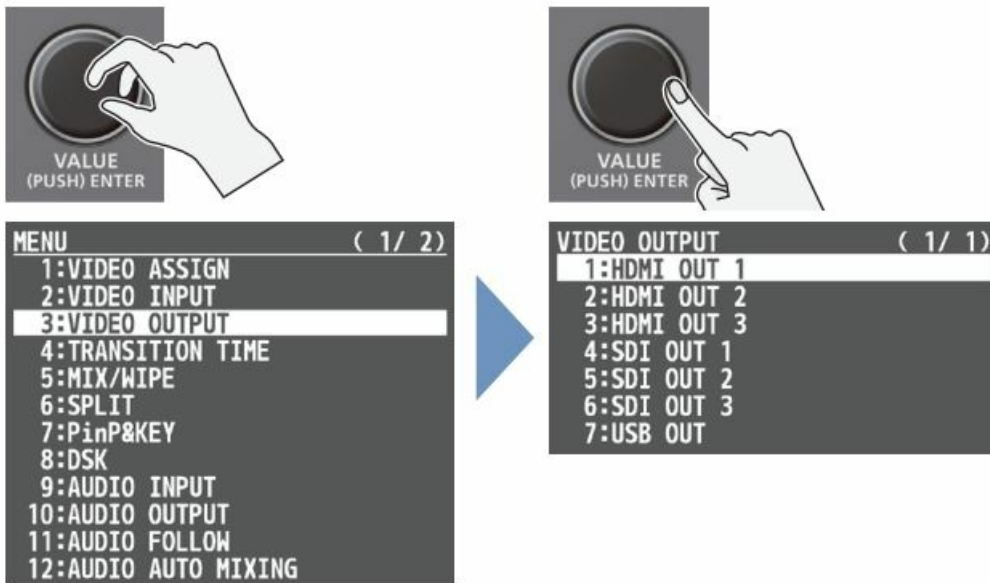 VALUE
(PUSH) ENTER
MENU ( 1/ 2)
1:VIDEO ASSIGN
2:VIDEO INPUT
3:VIDEO OUTPUT
4:TRANSITION TIME
5:MIX/WIPE
6:SPLIT
7:PinP&KEY
8:DSK
9:AUDIO INPUT
10:AUDIO OUTPUT
11:AUDIO FOLLOW
12:AUDIO AUTO MIXING
VALUE
(PUSH) ENTER
VIDEO OUTPUT ( 1/ 1)
1:HDMI OUT 1
2:HDMI OUT 2
3:HDMI OUT 3
4:SDI OUT 1
5:SDI OUT 2
6:SDI OUT 3
7:USB OUT